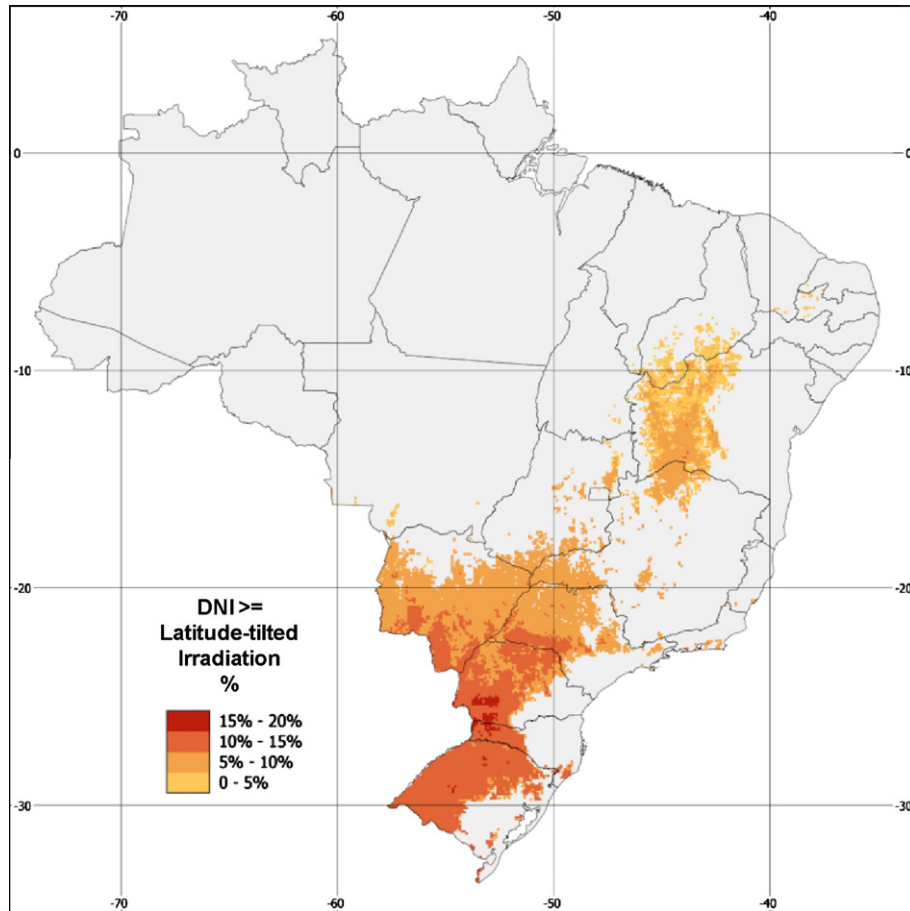 -70 -60 -50 -40
0 0
-10 -10
-20 -20
DNI >=
Latitude-tilted
Irradiation
%
15% - 20%
10% - 15%
5% - 10%
0 - 5%
-30 -30
-70 -60 -50 -40